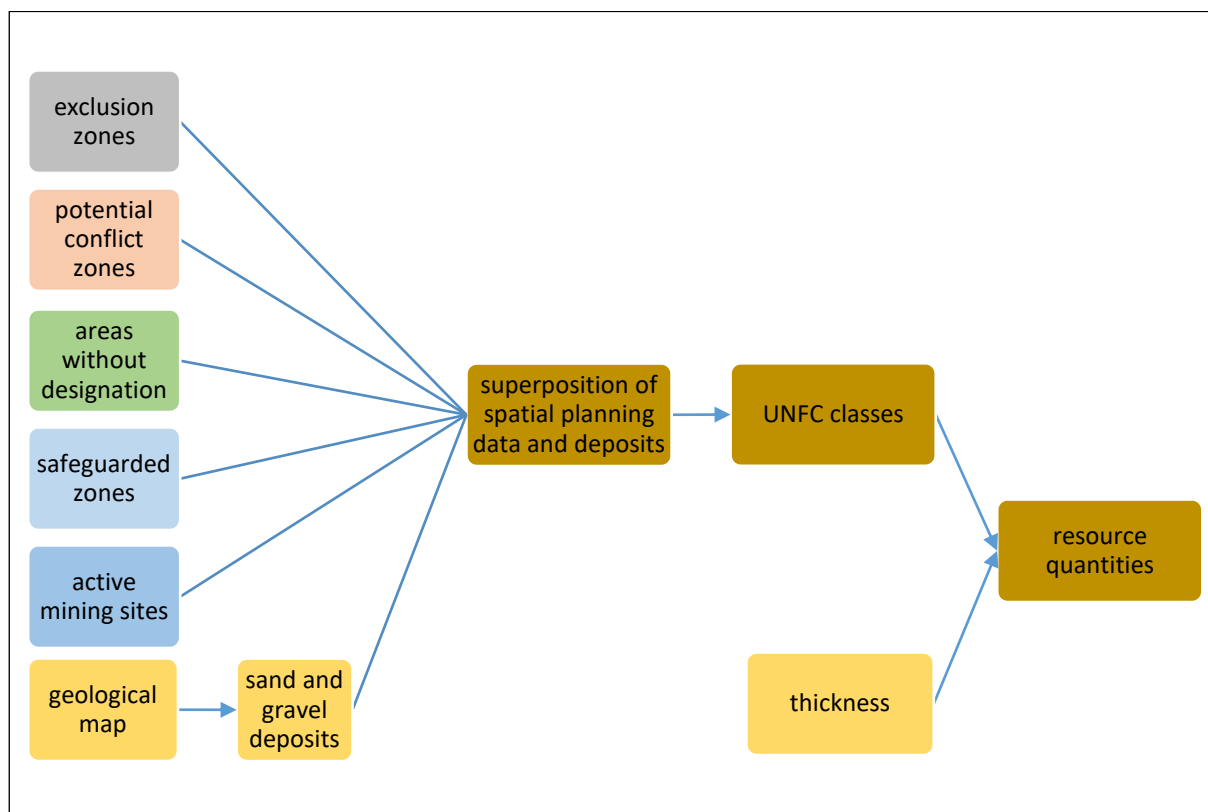 exclusion
zones
potential
conflict
zones
areas
without
designation
safeguarded
zones
active
mining sites
geological
map
sand and
gravel
deposits
superposition of
spatial planning
data and deposits
UNFC classes
thickness
resource
quantities